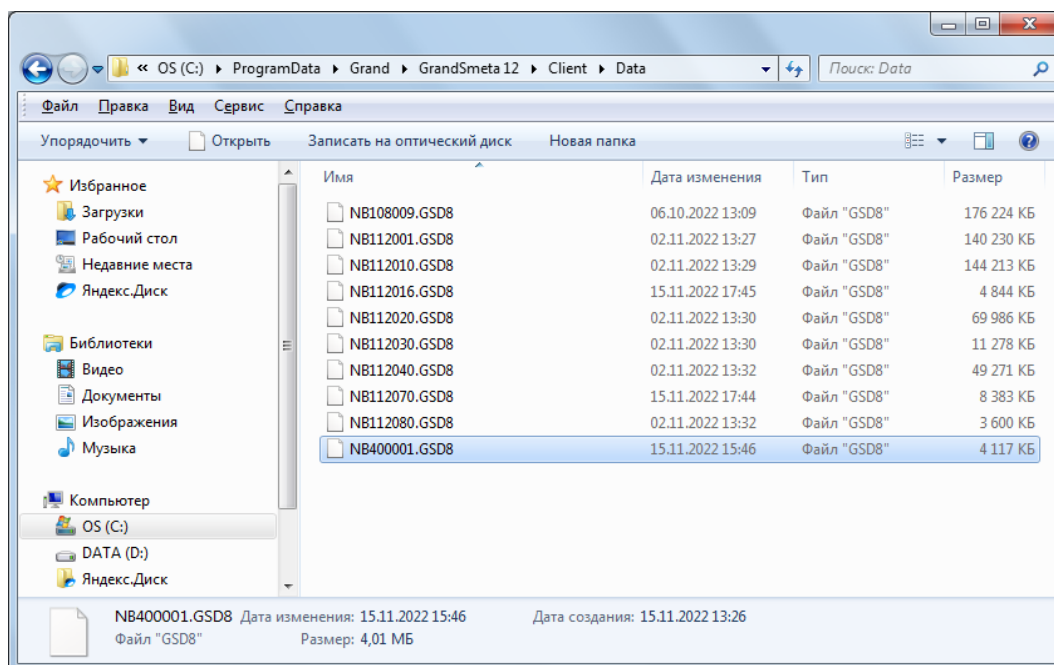 « OS (C:) ▸ ProgramData ▸ Grand ▸ GrandSmeta 12 ▸ Client ▸ Data
Поиск: Data
Файл Правка Вид Сервис Справка
Упорядочить Открыть Записать на оптический диск Новая папка
Избранное
Загрузки
Рабочий стол
Недавние места
Яндекс.Диск
Библиотеки
Видео
Документы
Изображения
Музыка
Компьютер
OS (C:)
DATA (D:)
Яндекс.Диск
Имя Дата изменения Тип Размер
NB108009.GSD8 06.10.2022 13:09 Файл "GSD8" 176 224 КБ
NB112001.GSD8 02.11.2022 13:27 Файл "GSD8" 140 230 КБ
NB112010.GSD8 02.11.2022 13:29 Файл "GSD8" 144 213 КБ
NB112016.GSD8 15.11.2022 17:45 Файл "GSD8" 4 844 КБ
NB112020.GSD8 02.11.2022 13:30 Файл "GSD8" 69 986 КБ
NB112030.GSD8 02.11.2022 13:30 Файл "GSD8" 11 278 КБ
NB112040.GSD8 02.11.2022 13:32 Файл "GSD8" 49 271 КБ
NB112070.GSD8 15.11.2022 17:44 Файл "GSD8" 8 383 КБ
NB112080.GSD8 02.11.2022 13:32 Файл "GSD8" 3 600 КБ
NB400001.GSD8 15.11.2022 15:46 Файл "GSD8" 4 117 КБ
NB400001.GSD8 Дата изменения: 15.11.2022 15:46 Дата создания: 15.11.2022 13:26
Файл "GSD8" Размер: 4,01 МБ